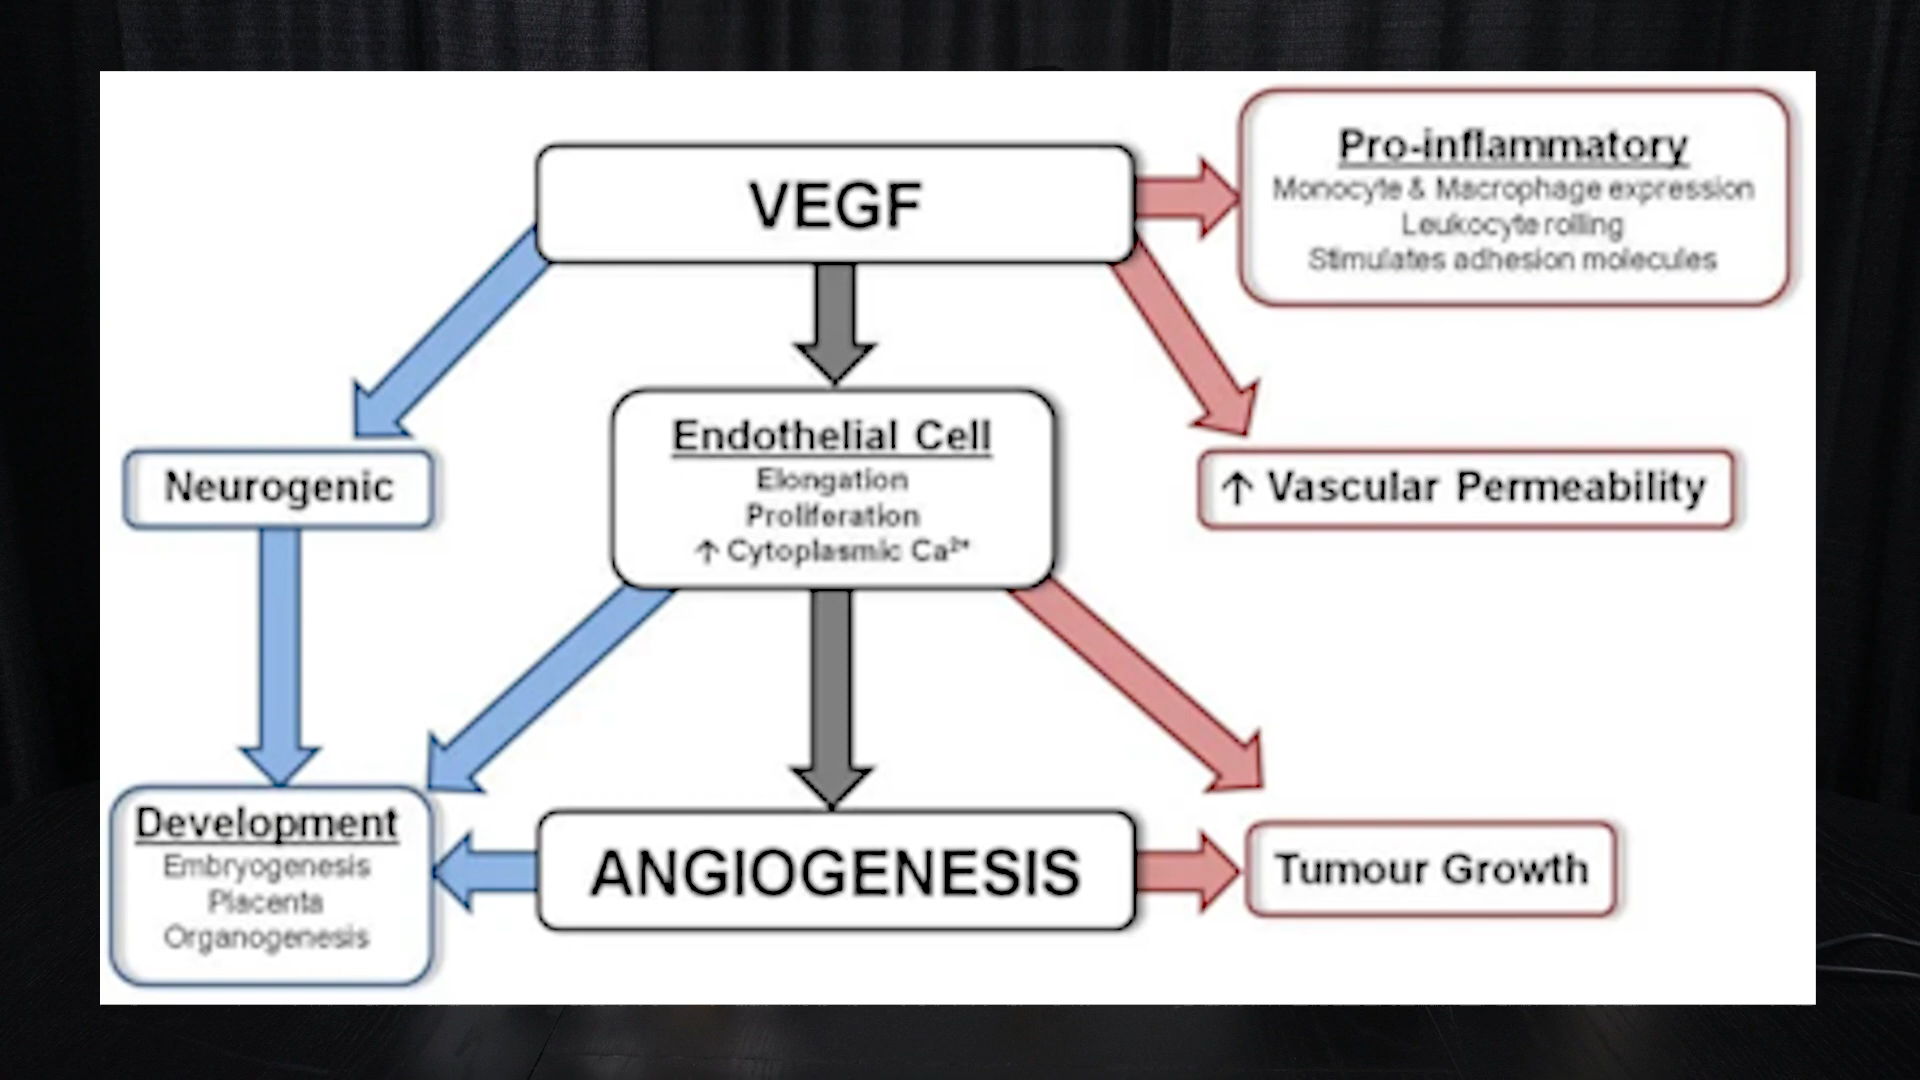 VEGF
Pro-inflammatory
Monocyte & Macrophage expression
Leukocyte rolling
Stimulates adhesion molecules
Neurogenic
Endothelial Cell
Elongation
Proliferation
↑ Cytoplasmic Ca²⁺
↑ Vascular Permeability
Development
Embryogenesis
Placenta
Organogenesis
ANGIOGENESIS
Tumour Growth